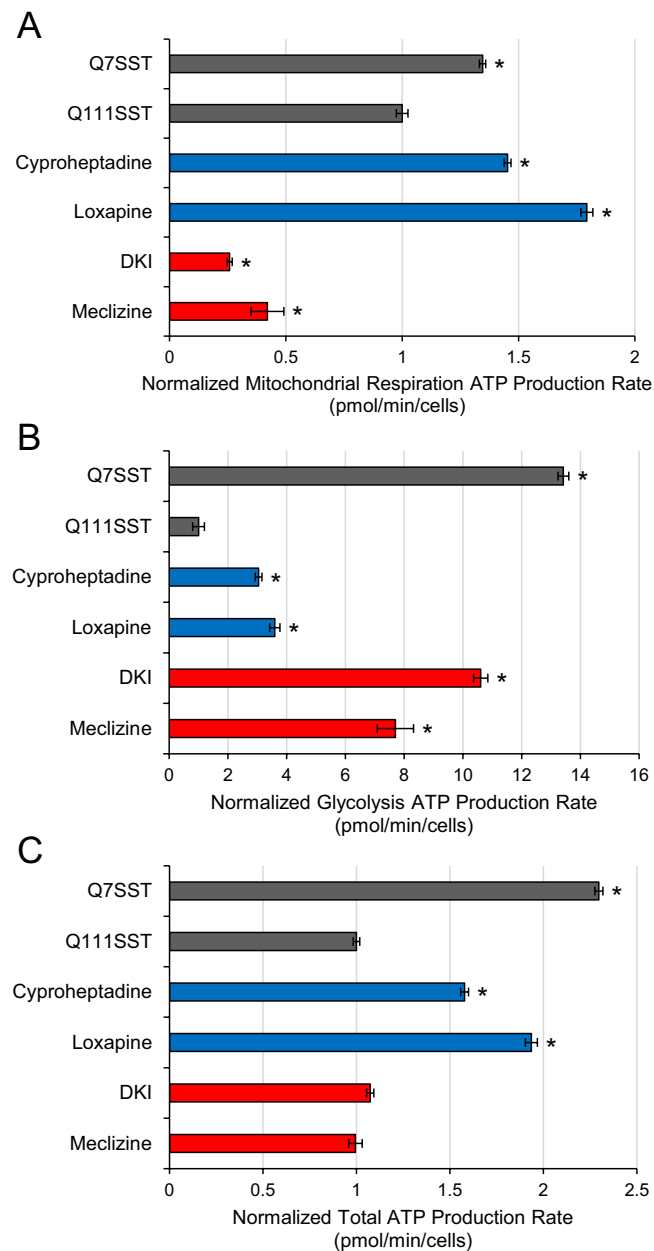 A
Q7SST
*
Q111SST
Cyproheptadine
*
Loxapine
*
DKI
*
Meclizine
*
0 0.5 1 1.5 2
Normalized Mitochondrial Respiration ATP Production Rate
(pmol/min/cells)
B
Q7SST
*
Q111SST
Cyproheptadine
*
Loxapine
*
DKI
*
Meclizine
*
0 2 4 6 8 10 12 14 16
Normalized Glycolysis ATP Production Rate
(pmol/min/cells)
C
Q7SST
*
Q111SST
Cyproheptadine
*
Loxapine
*
DKI
Meclizine
0 0.5 1 1.5 2 2.5
Normalized Total ATP Production Rate
(pmol/min/cells)